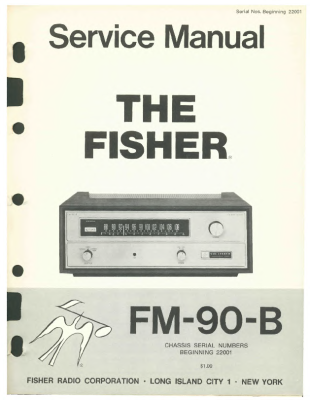 Serial Nos. Beginning 22001
Service Manual
THE
FISHER
FM-90-B
CHASSIS SERIAL NUMBERS
BEGINNING 22001
$1.00
FISHER RADIO CORPORATION · LONG ISLAND CITY 1 · NEW YORK